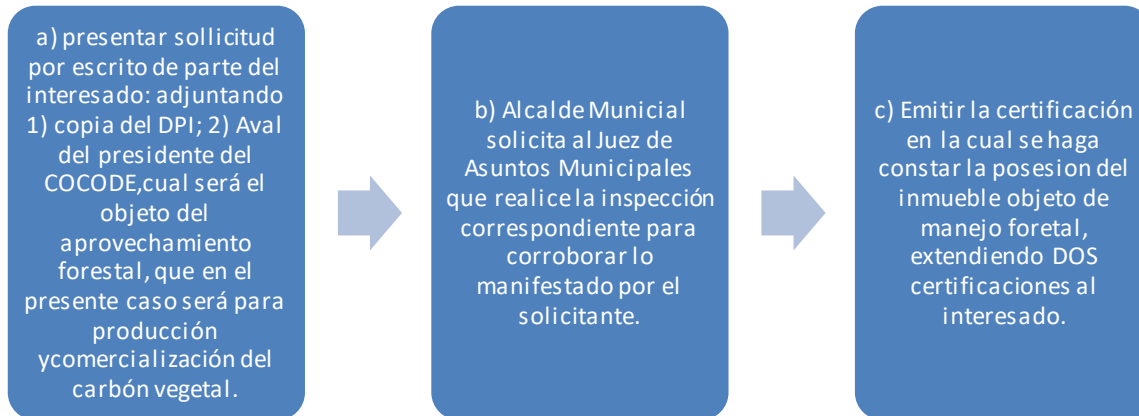 a) presentar sollicitud
por escrito de parte del
interesado: adjuntando
1) copia del DPI; 2) Aval
del presidente del
COCODE,cual será el
objeto del
aprovechamiento
forestal, que en el
presente caso será para
producción
ycomercialización del
carbón vegetal.
b) Alcalde Municial
solicita al Juez de
Asuntos Municipales
que realice la inspección
correspondiente para
corroborar lo
manifestado por el
solicitante.
c) Emitir la certificación
en la cual se haga
constar la posesion del
inmueble objeto de
manejo foretal,
extendiendo DOS
certificaciones al
interesado.